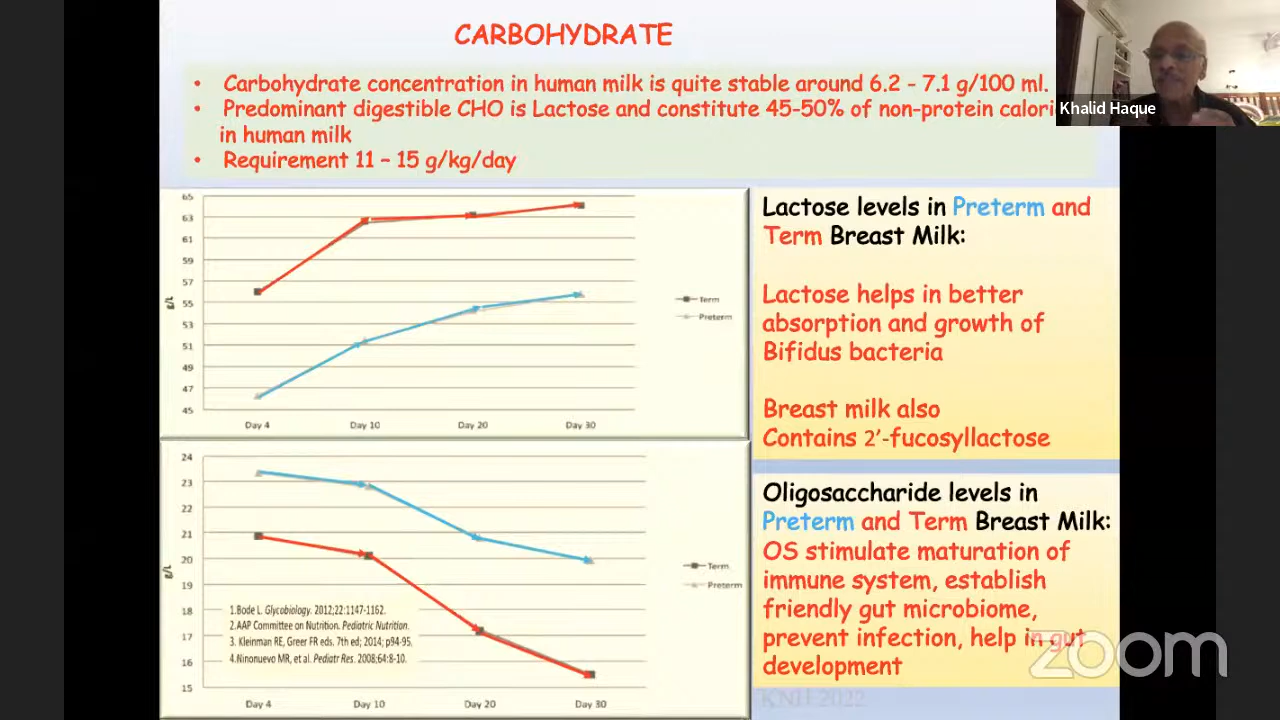 CARBOHYDRATE
• Carbohydrate concentration in human milk is quite stable around 6.2 – 7.1 g/100 ml.
• Predominant digestible CHO is Lactose and constitute 45-50% of non-protein calori
in human milk
• Requirement 11 – 15 g/kg/day
Khalid Haque
65
63
61
59
57
55
53
51
49
47
45
g/L
Day 4 Day 10 Day 20 Day 30
Term
Preterm
Lactose levels in Preterm and
Term Breast Milk:
Lactose helps in better
absorption and growth of
Bifidus bacteria
Breast milk also
Contains 2’-fucosyllactose
24
23
22
21
20
19
18
17
16
15
g/L
Day 4 Day 10 Day 20 Day 30
Term
Preterm
1.Bode L. Glycobiology. 2012;22:1147-1162.
2.AAP Committee on Nutrition. Pediatric Nutrition.
3. Kleinman RE, Greer FR eds. 7th ed; 2014; p94-95.
4.Ninonuevo MR, et al. Pediatr Res. 2008;64:8-10.
Oligosaccharide levels in
Preterm and Term Breast Milk:
OS stimulate maturation of
immune system, establish
friendly gut microbiome,
prevent infection, help in gut
development
zoom
KNH 2022